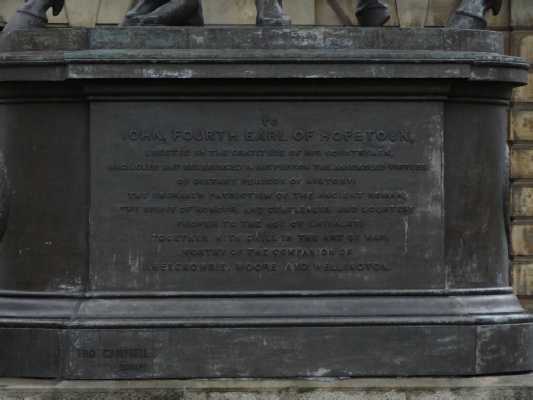 TO
JOHN, FOURTH EARL OF HOPETOUN,
ERECTED BY THE GRATITUDE OF HIS COUNTRYMEN,
WHO LOVED AND REVERENCED IN HIS PERSON THE ASSEMBLED VIRTUES
OF DISTANT PERIODS OF HISTORY:
THE UNSHAKEN PATRIOTISM OF THE ANCIENT ROMAN;
THE SPIRIT OF HONOUR, AND GENTLENESS, AND COURTESY
PROPER TO THE AGE OF CHIVALRY;
TOGETHER WITH SKILL IN THE ART OF WAR,
WORTHY OF THE COMPANION OF
ABERCROMBIE, MOORE AND WELLINGTON.
THO. CAMPBELL